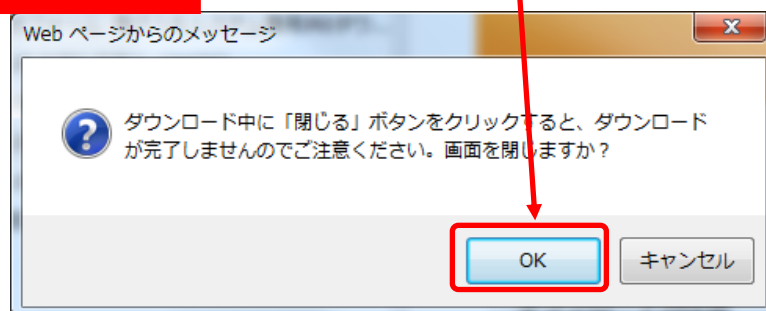 Web ページからのメッセージ
ダウンロード中に「閉じる」ボタンをクリックすると、ダウンロード
が完了しませんのでご注意ください。画面を閉じますか？
OK
キャンセル